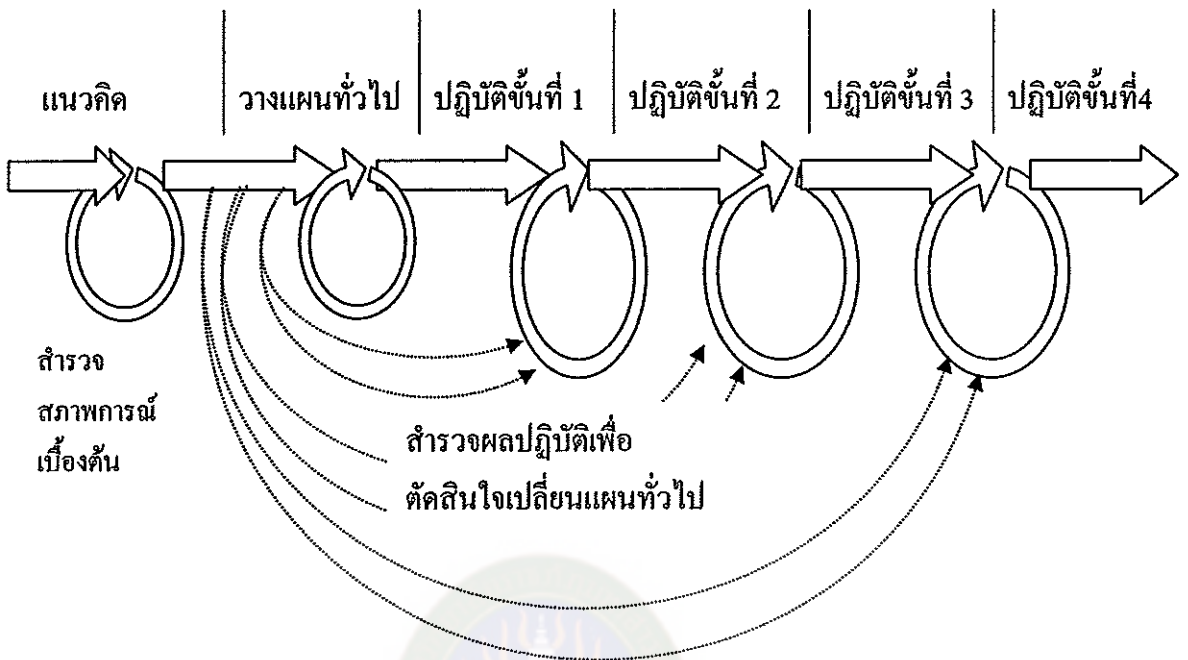 แนวคิด
วางแผนทั่วไป
ปฏิบัติขั้นที่ 1
ปฏิบัติขั้นที่ 2
ปฏิบัติขั้นที่ 3
ปฏิบัติขั้นที่4
สำรวจ
สภาพการณ์
เบื้องต้น
สำรวจผลปฏิบัติเพื่อ
ตัดสินใจเปลี่ยนแผนทั่วไป